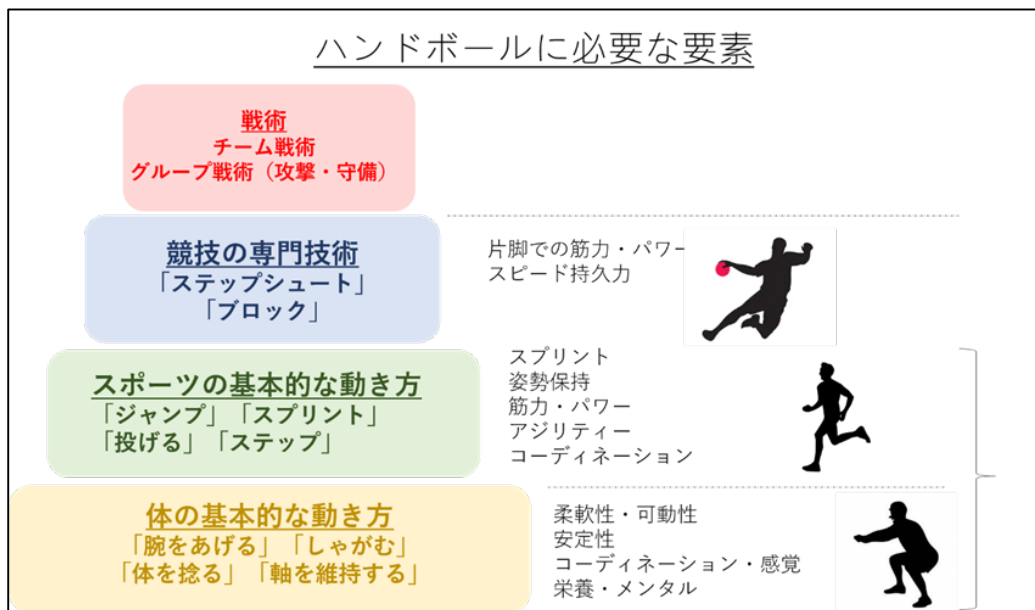 ハンドボールに必要な要素
戦術
チーム戦術
グループ戦術（攻撃・守備）
競技の専門技術
「ステップシュート」
「ブロック」
片脚での筋力・パワー
スピード持久力
スポーツの基本的な動き方
「ジャンプ」「スプリント」
「投げる」「ステップ」
スプリント
姿勢保持
筋力・パワー
アジリティー
コーディネーション
体の基本的な動き方
「腕をあげる」「しゃがむ」
「体を捻る」「軸を維持する」
柔軟性・可動性
安定性
コーディネーション・感覚
栄養・メンタル